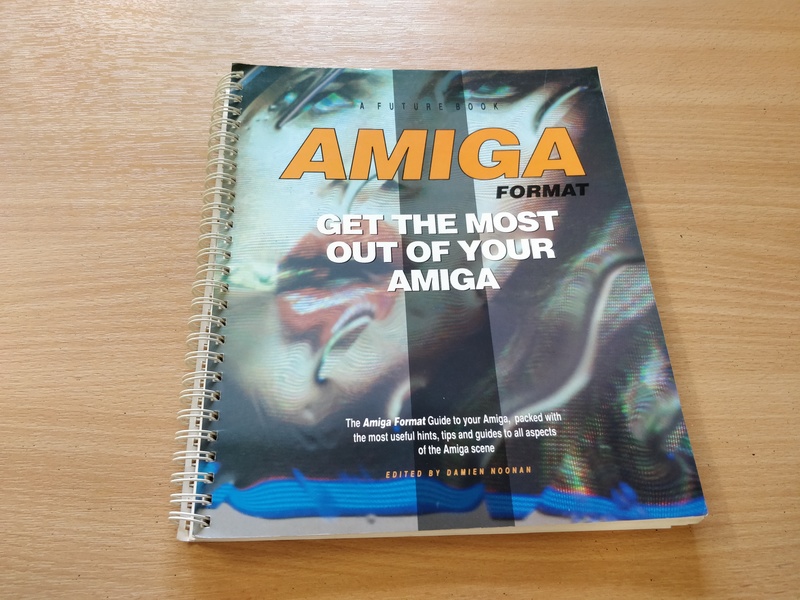 A FUTURE BOOK
AMIGA
FORMAT
GET THE MOST
OUT OF YOUR
AMIGA
The Amiga Format Guide to your Amiga, packed with
the most useful hints, tips and guides to all aspects
of the Amiga scene
EDITED BY DAMIEN NOONAN